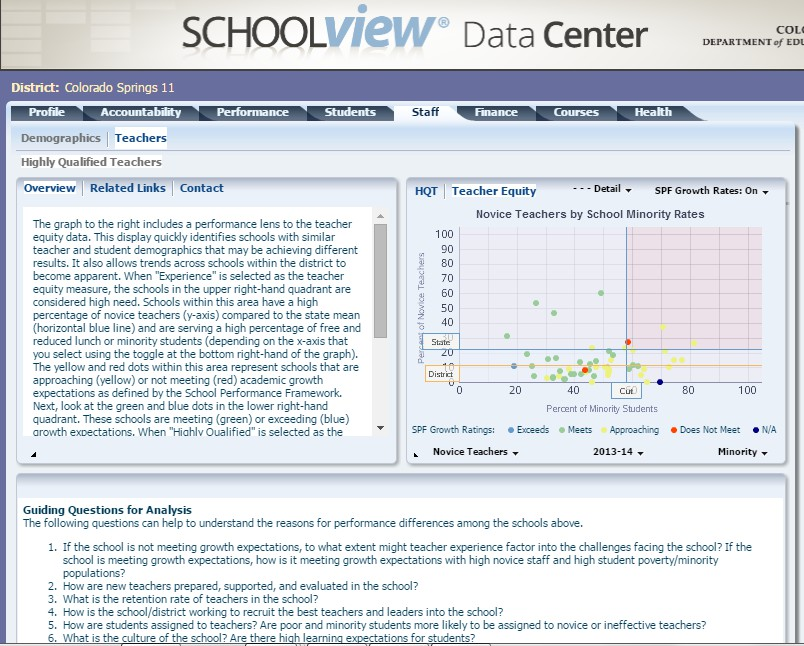 SCHOOLview® Data Center
COLO
DEPARTMENT of EDU
District: Colorado Springs 11
Profile Accountability Performance Students Staff Finance Courses Health
Demographics Teachers
Highly Qualified Teachers
Overview Related Links Contact
The graph to the right includes a performance lens to the teacher
equity data. This display quickly identifies schools with similar
teacher and student demographics that may be achieving different
results. It also allows trends across schools within the district to
become apparent. When "Experience" is selected as the teacher
equity measure, the schools in the upper right-hand quadrant are
considered high need. Schools within this area have a high
percentage of novice teachers (y-axis) compared to the state mean
(horizontal blue line) and are serving a high percentage of free and
reduced lunch or minority students (depending on the x-axis that
you select using the toggle at the bottom right-hand of the graph).
The yellow and red dots within this area represent schools that are
approaching (yellow) or not meeting (red) academic growth
expectations as defined by the School Performance Framework.
Next, look at the green and blue dots in the lower right-hand
quadrant. These schools are meeting (green) or exceeding (blue)
growth expectations. When "Highly Qualified" is selected as the
HQT Teacher Equity - - - Detail SPF Growth Rates: On
Novice Teachers by School Minority Rates
Percent of Novice Teachers
100
90
80
70
60
50
40
State
20
10
District
0
0 20 40 Cut 80 100
Percent of Minority Students
SPF Growth Ratings: Exceeds Meets Approaching Does Not Meet N/A
Novice Teachers 2013-14 Minority
Guiding Questions for Analysis
The following questions can help to understand the reasons for performance differences among the schools above.
1. If the school is not meeting growth expectations, to what extent might teacher experience factor into the challenges facing the school? If the
school is meeting growth expectations, how is it meeting growth expectations with high novice staff and high student poverty/minority
populations?
2. How are new teachers prepared, supported, and evaluated in the school?
3. What is the retention rate of teachers in the school?
4. How is the school/district working to recruit the best teachers and leaders into the school?
5. How are students assigned to teachers? Are poor and minority students more likely to be assigned to novice or ineffective teachers?
6. What is the culture of the school? Are there high learning expectations for students?